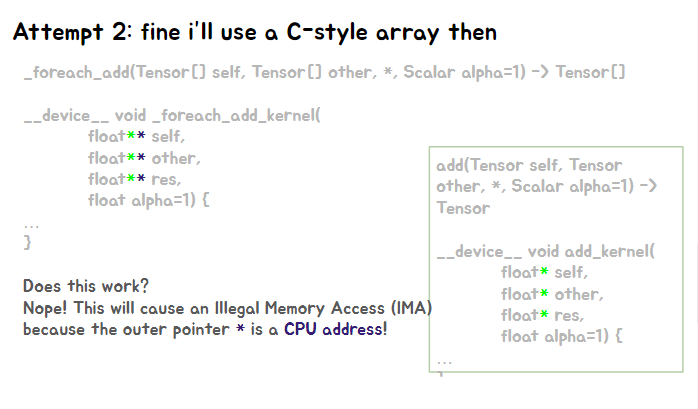 Attempt 2: fine i'll use a C-style array then
_foreach_add(Tensor[] self, Tensor[] other, *, Scalar alpha=1) -> Tensor[]
__device__ void _foreach_add_kernel(
float** self,
float** other,
float** res,
float alpha=1) {
...
}
Does this work?
Nope! This will cause an Illegal Memory Access (IMA)
because the outer pointer * is a CPU address!
add(Tensor self, Tensor
other, *, Scalar alpha=1) ->
Tensor
__device__ void add_kernel(
float* self,
float* other,
float* res,
float alpha=1) {
...